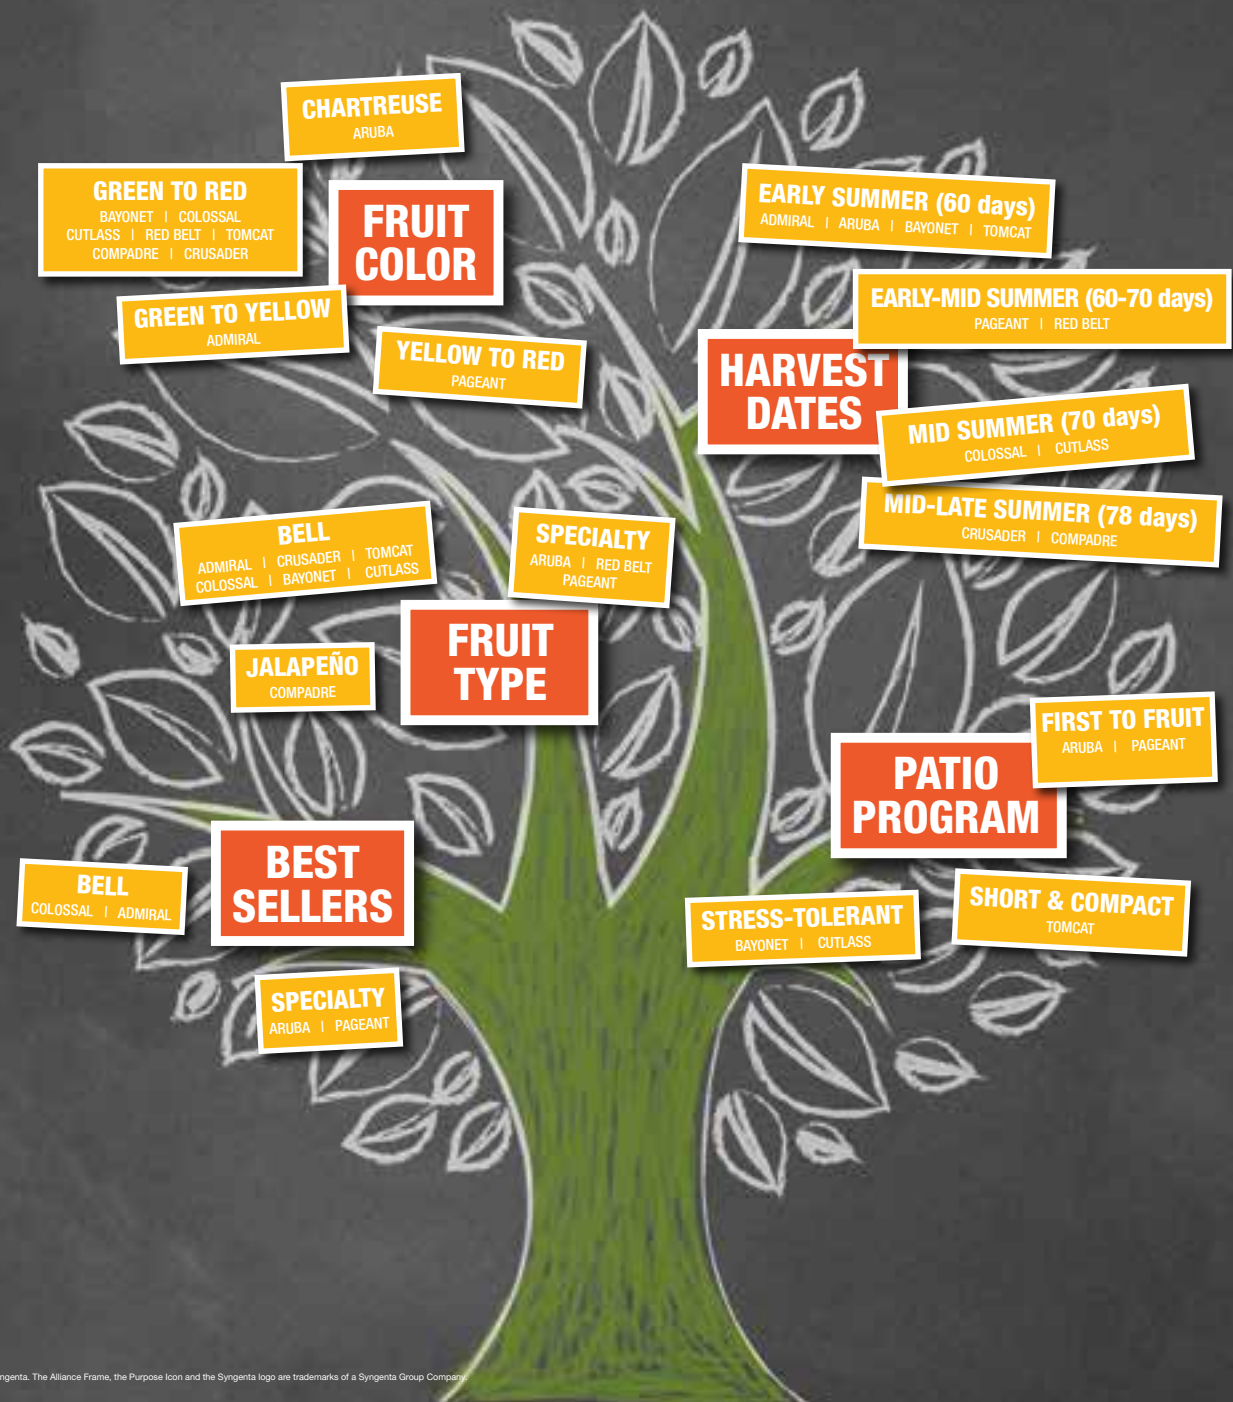 CHARTREUSE
ARUBA
GREEN TO RED
BAYONET | COLOSSAL
CUTLASS | RED BELT | TOMCAT
COMPADRE | CRUSADER
FRUIT
COLOR
GREEN TO YELLOW
ADMIRAL
YELLOW TO RED
PAGEANT
EARLY SUMMER (60 days)
ADMIRAL | ARUBA | BAYONET | TOMCAT
EARLY-MID SUMMER (60-70 days)
PAGEANT | RED BELT
HARVEST
DATES
MID SUMMER (70 days)
COLOSSAL | CUTLASS
MID-LATE SUMMER (78 days)
CRUSADER | COMPADRE
BELL
ADMIRAL | CRUSADER | TOMCAT
COLOSSAL | BAYONET | CUTLASS
SPECIALTY
ARUBA | RED BELT
PAGEANT
FRUIT
TYPE
JALAPEÑO
COMPADRE
FIRST TO FRUIT
ARUBA | PAGEANT
PATIO
PROGRAM
STRESS-TOLERANT
BAYONET | CUTLASS
SHORT & COMPACT
TOMCAT
BEST
SELLERS
BELL
COLOSSAL | ADMIRAL
SPECIALTY
ARUBA | PAGEANT
ngenta. The Alliance Frame, the Purpose Icon and the Syngenta logo are trademarks of a Syngenta Group Company.